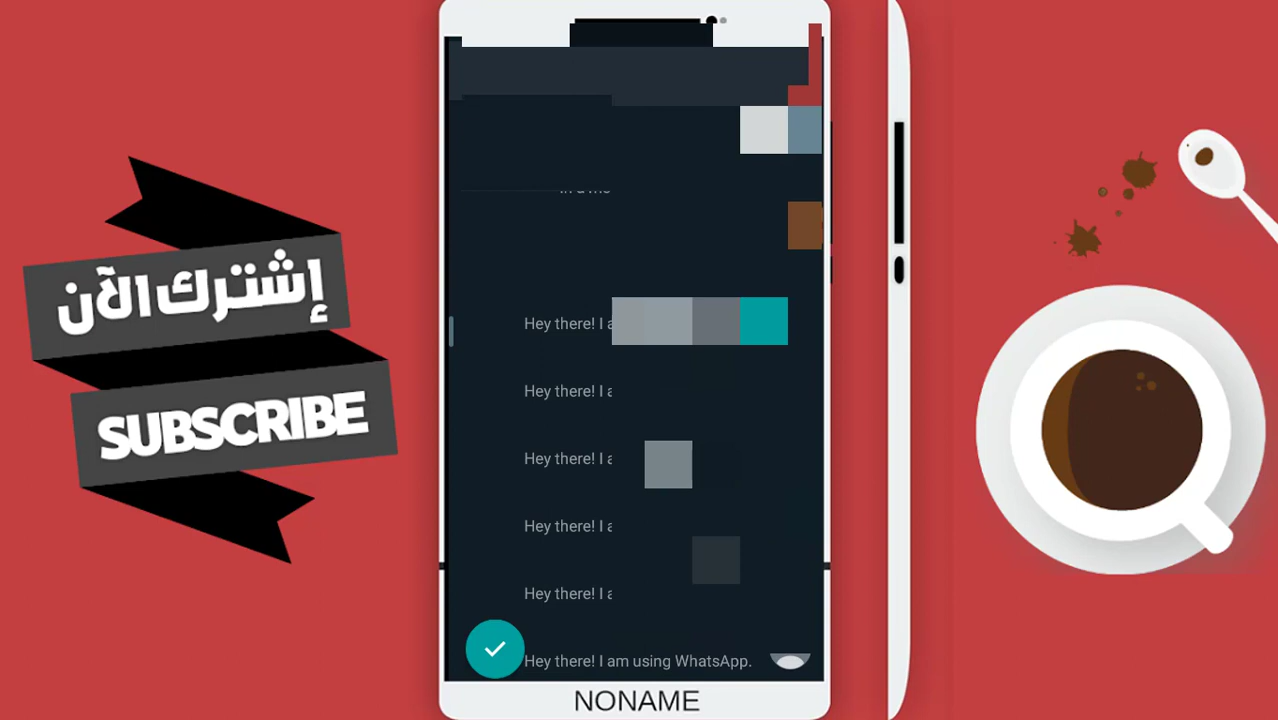 إشترك الآن
SUBSCRIBE
Hey there! I a
Hey there! I a
Hey there! I a
Hey there! I a
Hey there! I a
Hey there! I am using WhatsApp.
NONAME